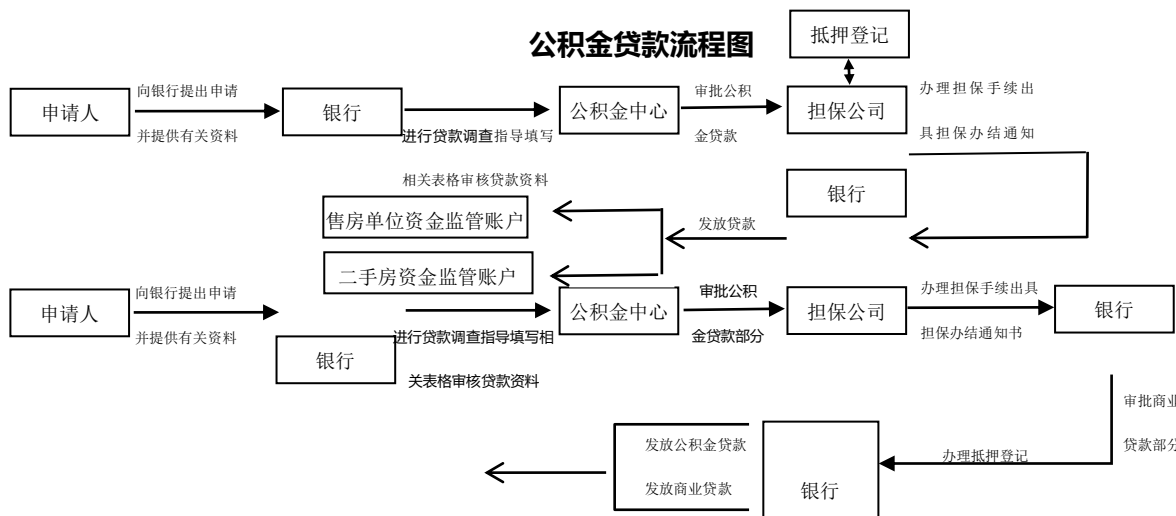 公积金贷款流程图
抵押登记
申请人
向银行提出申请
并提供有关资料
银行
进行贷款调查指导填写
相关表格审核贷款资料
公积金中心
审批公积
金贷款
担保公司
办理担保手续出
具担保办结通知
银行
发放贷款
售房单位资金监管账户
二手房资金监管账户
申请人
向银行提出申请
并提供有关资料
银行
进行贷款调查指导填写相
关表格审核贷款资料
公积金中心
审批公积
金贷款部分
担保公司
办理担保手续出具
担保办结通知书
银行
审批商业
贷款部分
办理抵押登记
银行
发放公积金贷款
发放商业贷款